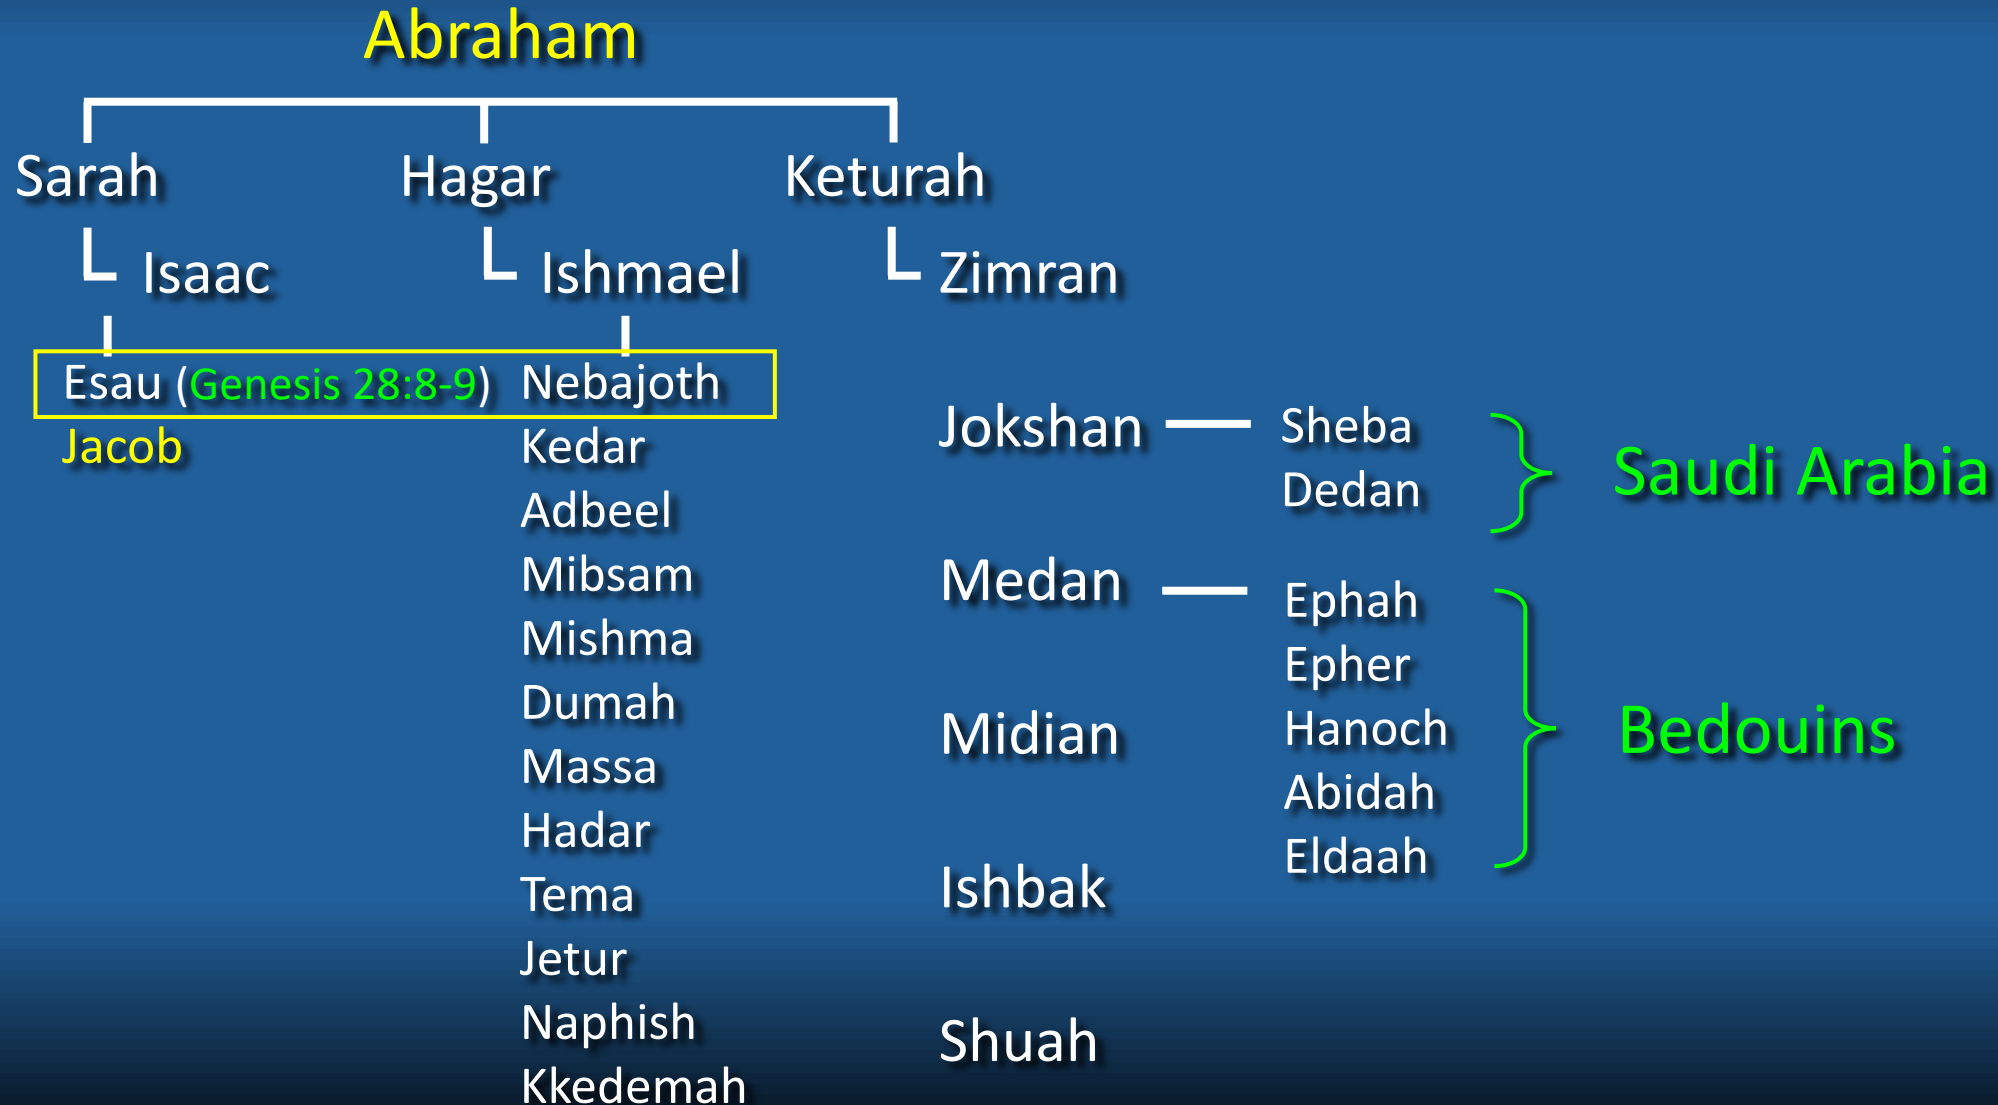 Abraham
Sarah Hagar Keturah
Isaac Ishmael Zimran
Esau (Genesis 28:8-9) Nebajoth
Jacob
Kedar
Adbeel
Mibsam
Mishma
Dumah
Massa
Hadar
Tema
Jetur
Naphish
Kkedemah
Jokshan
Medan
Midian
Ishbak
Shuah
Sheba
Dedan
Saudi Arabia
Ephah
Epher
Hanoch
Abidah
Eldaah
Bedouins